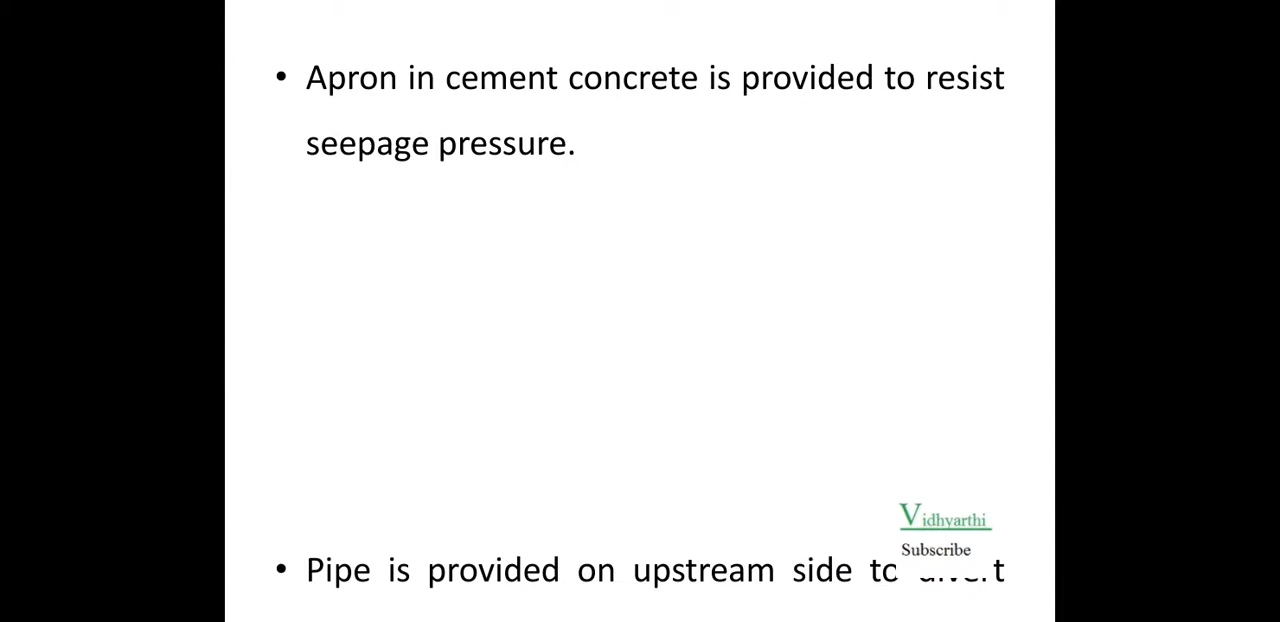 • Apron in cement concrete is provided to resist
seepage pressure.
Vidhyarthi
Subscribe
• Pipe is provided on upstream side to